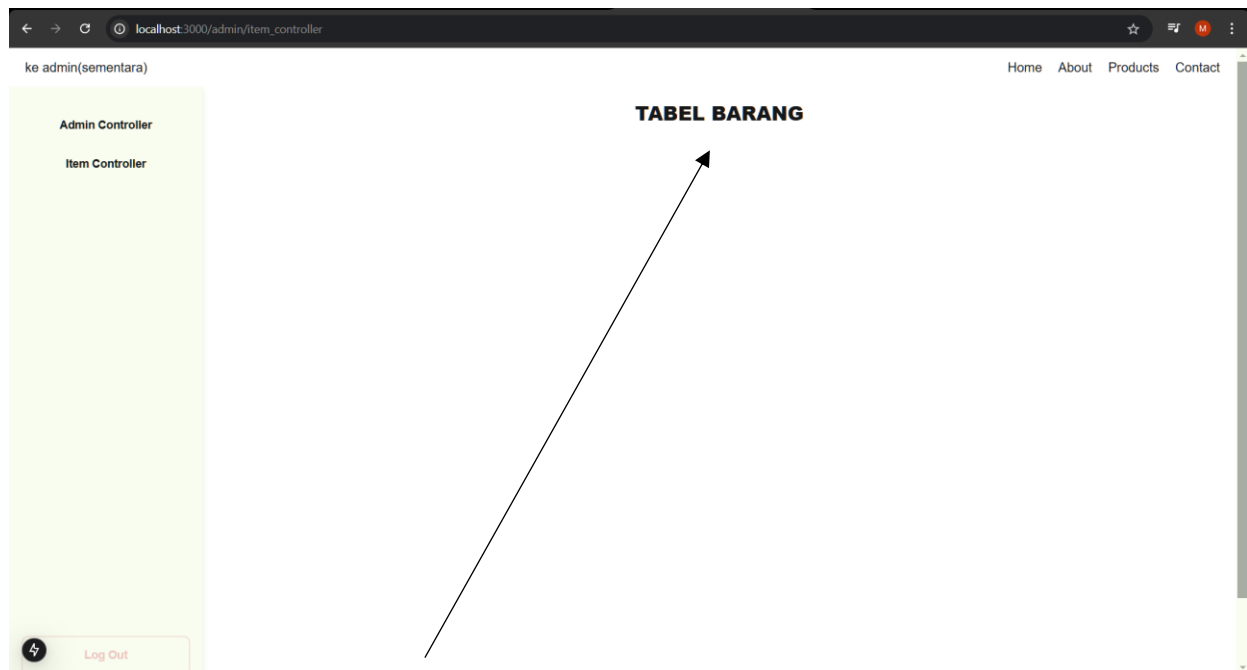 localhost:3000/admin/item_controller
M
ke admin(sementara)
Home About Products Contact
Admin Controller
TABEL BARANG
Item Controller
Log Out